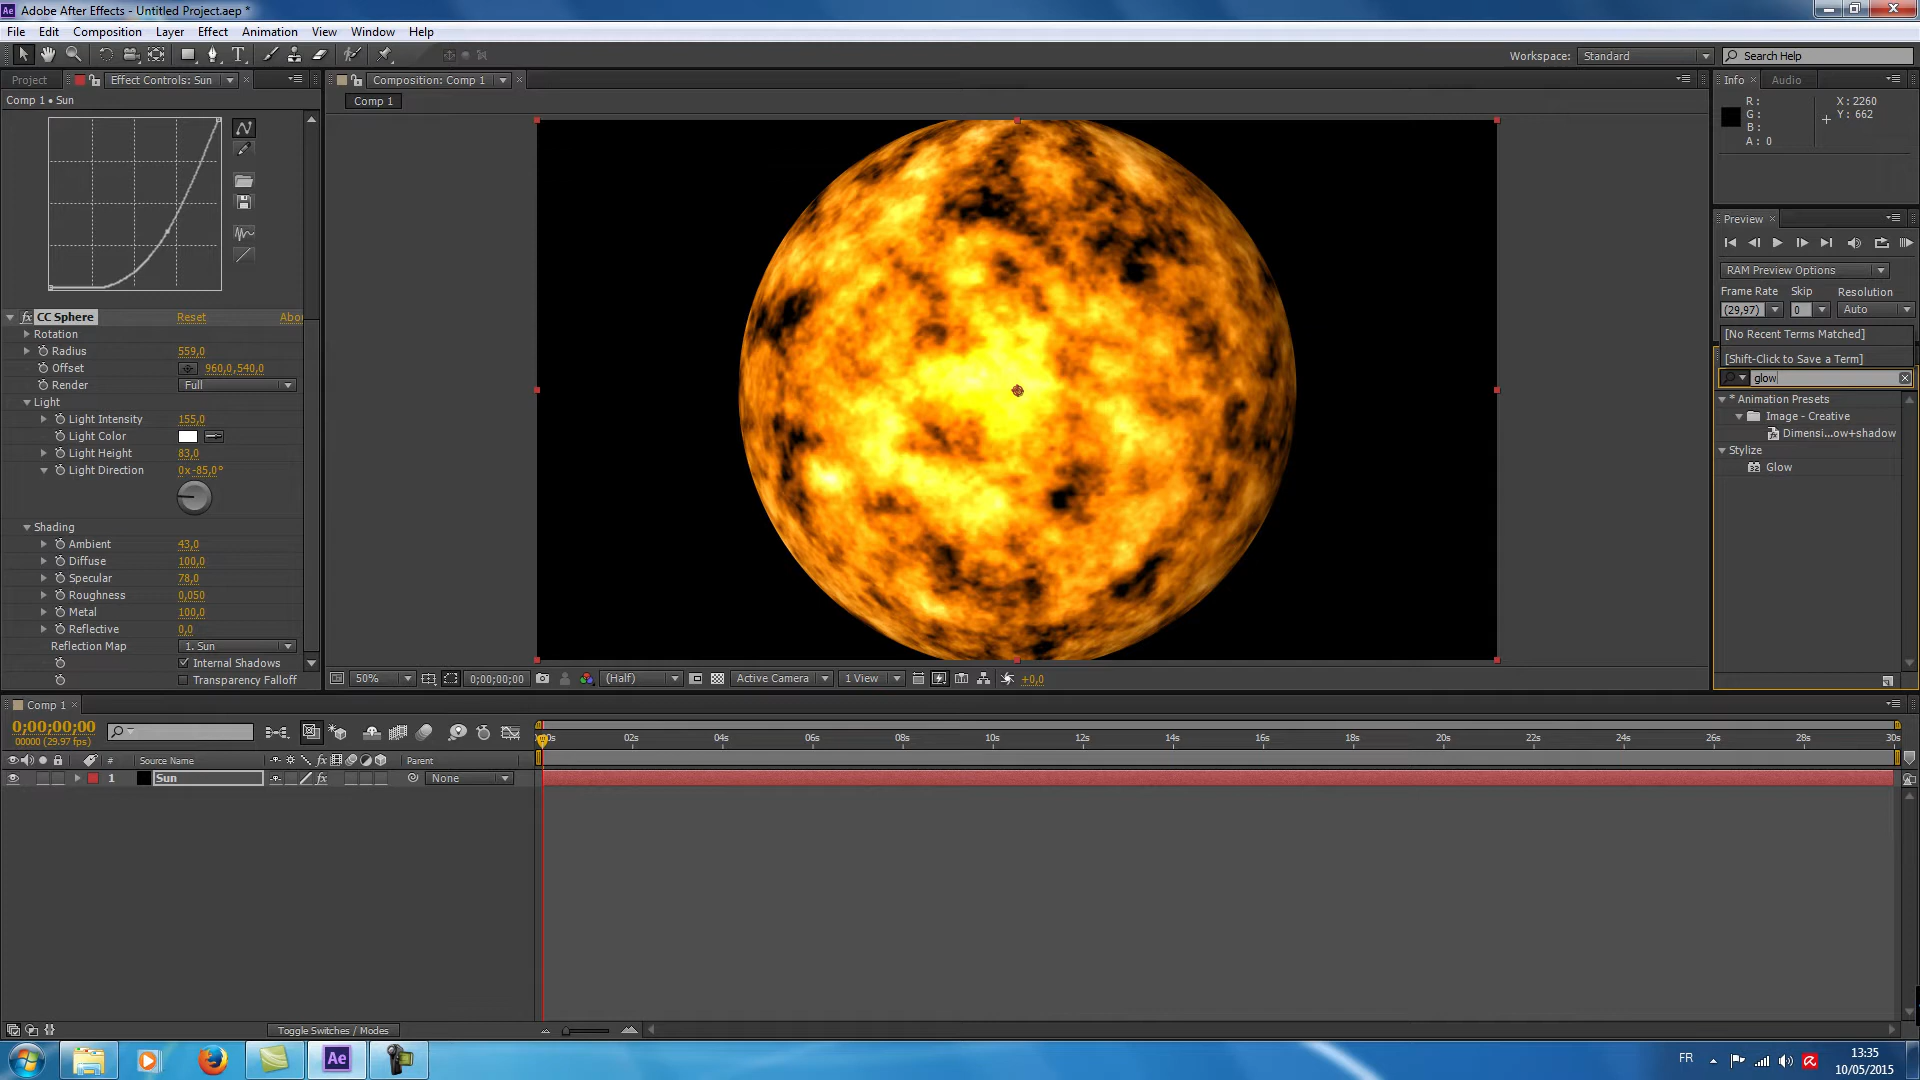 Adobe After Effects - Untitled Project.aep *
File Edit Composition Layer Effect Animation View Window Help
Workspace: Standard Search Help
Project Effect Controls: Sun
Comp 1 • Sun
CC Sphere Reset Abou
Rotation
Radius 559,0
Offset 960,0,540,0
Render Full
Light
Light Intensity 155,0
Light Color
Light Height 83,0
Light Direction 0x-85,0°
Shading
Ambient 43,0
Diffuse 100,0
Specular 78,0
Roughness 0,050
Metal 100,0
Reflective 0,0
Reflection Map 1. Sun
Internal Shadows
Transparency Falloff
Composition: Comp 1
Comp 1
50% 0;00;00;00 (Half) Active Camera 1 View +0,0
Info Audio
R : X : 2260
G : Y : 662
B :
A : 0
Preview
RAM Preview Options
Frame Rate Skip Resolution
(29,97) 0 Auto
[No Recent Terms Matched]
[Shift-Click to Save a Term]
glow
* Animation Presets
Image - Creative
Dimensi...ow+shadow
Stylize
Glow
Comp 1
0;00;00;00
00000 (29.97 fps)
00s 02s 04s 06s 08s 10s 12s 14s 16s 18s 20s 22s 24s 26s 28s 30s
# Source Name fx Parent
1 Sun fx None
Toggle Switches / Modes
Ae FR 13:35
10/05/2015